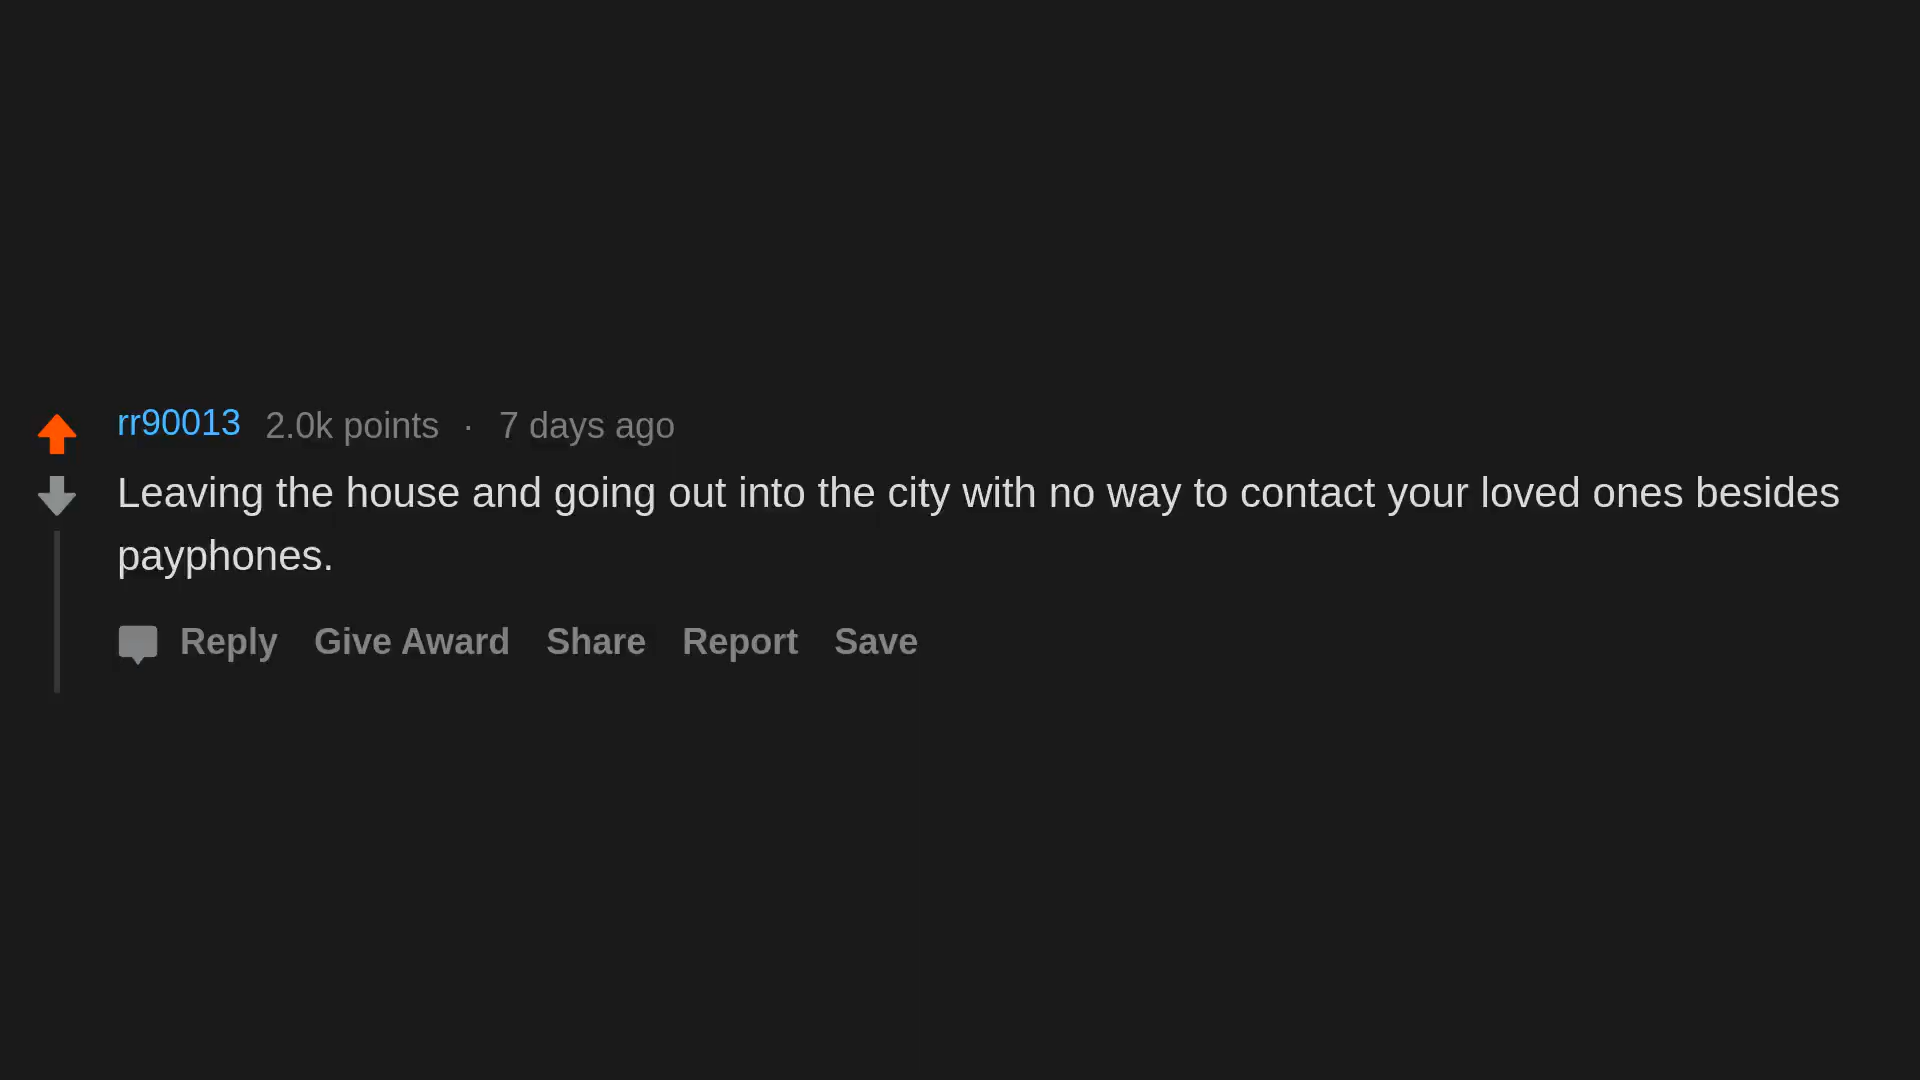 rr90013 2.0k points · 7 days ago
Leaving the house and going out into the city with no way to contact your loved ones besides
payphones.
Reply Give Award Share Report Save